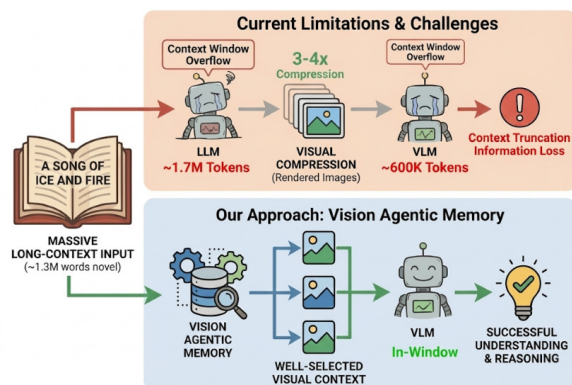 Current Limitations & Challenges
Context Window
Overflow
3-4x
Compression
Context Window
Overflow
LLM
~1.7M Tokens
VISUAL
COMPRESSION
(Rendered Images)
VLM
~600K Tokens
Context Truncation
Information Loss
A SONG OF
ICE AND FIRE
MASSIVE
LONG-CONTEXT INPUT
(~1.3M words novel)
Our Approach: Vision Agentic Memory
VISION
AGENTIC
MEMORY
WELL-SELECTED
VISUAL CONTEXT
VLM
In-Window
SUCCESSFUL
UNDERSTANDING
& REASONING